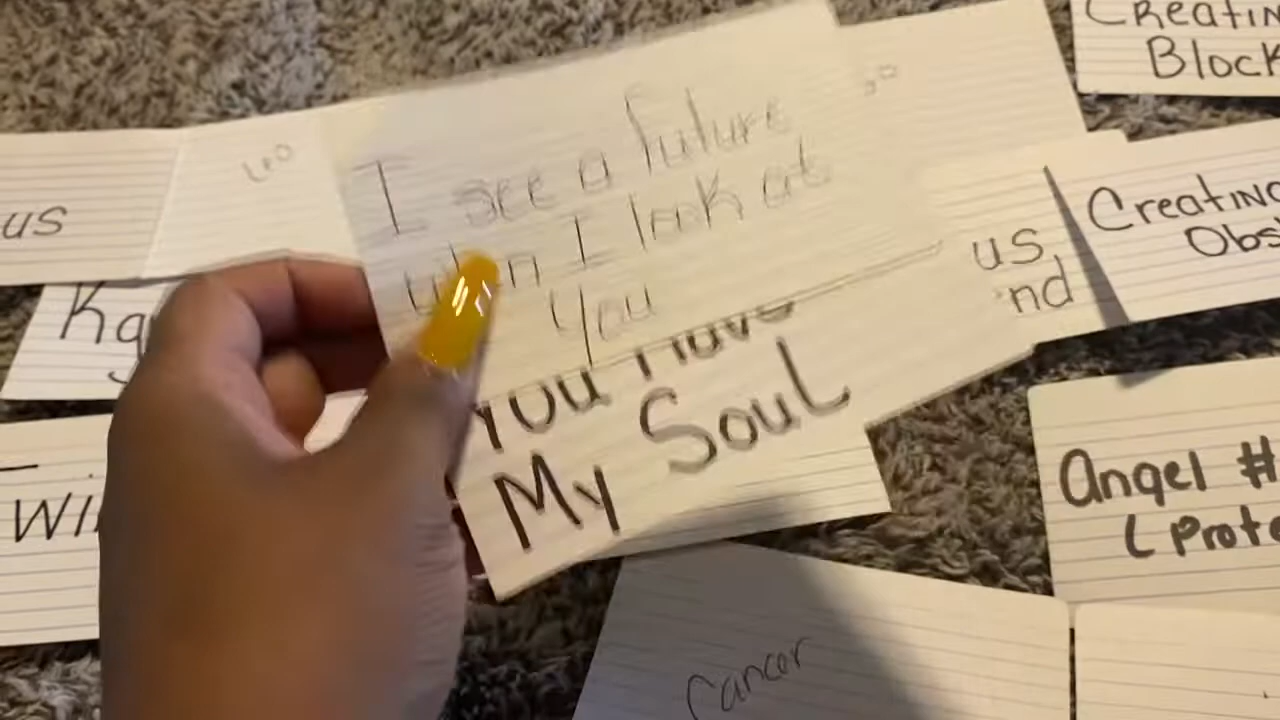 Creatin
Block
I see a future
when I look at
You
You have
My Soul
Leo
us
us
nd
Creating
Obs
Kg
Wi
Angel #
(Prote
Cancer